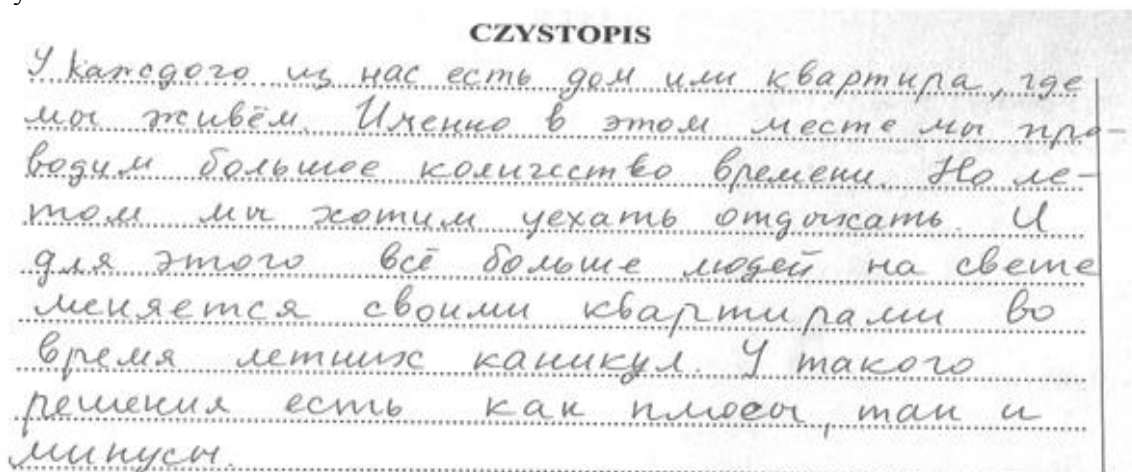 CZYSTOPIS
У каждого из нас есть дом или квартира, где
мы живём. Именно в этом месте мы про-
водим большое количество времени. Но ле-
том мы хотим уехать отдыхать. И
для этого всё больше людей на свете
меняется своими квартирами во
время летних каникул. У такого
решения есть как плюсы, так и
минусы.